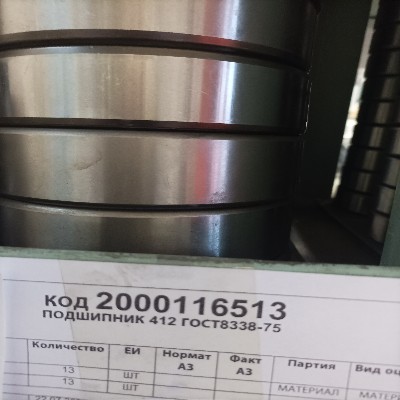 Код 2000116513
ПОДШИПНИК 412 ГОСТ8338-75
Количество ЕИ Нормат АЗ Факт АЗ Партия Вид оц
13 ШТ
13 ШТ МАТЕРИАЛ